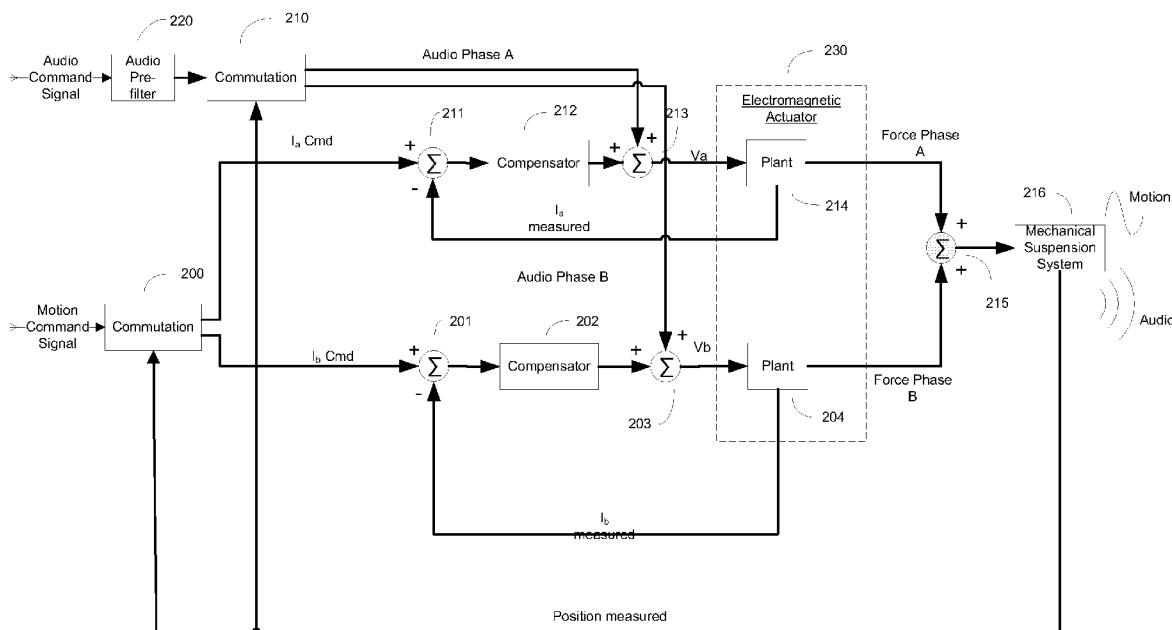 220
210
Audio
Command
Signal
Audio
Pre-
filter
Commutation
Audio Phase A
230
Electromagnetic
Actuator
211
212
213
Ia Cmd
+
-
Σ
Compensator
+
+
Σ
Va
Plant
214
Force Phase
A
Ia
measured
216
Motion
Mechanical
Suspension
System
+
Σ
+
215
Audio
200
Motion
Command
Signal
Commutation
Audio Phase B
201
202
Ib Cmd
+
-
Σ
Compensator
+
+
Σ
203
Vb
Plant
204
Force Phase
B
Ib
measured
Position measured